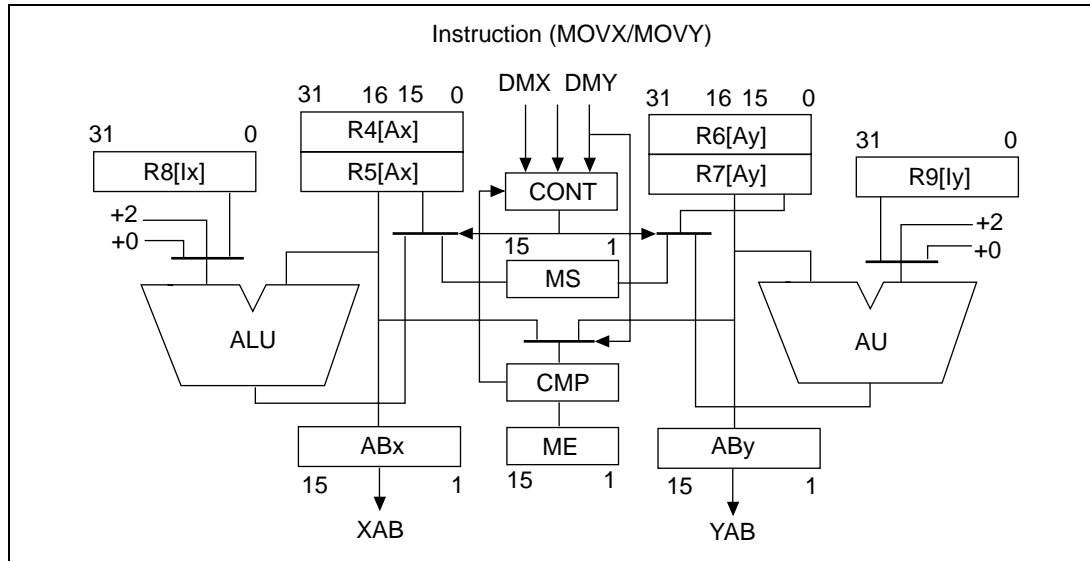 Instruction (MOVX/MOVY)
DMX DMY
31 16 15 0
31 16 15 0
R4[Ax]
R6[Ay]
31 0
31 0
R8[Ix]
R5[Ax]
CONT
R7[Ay]
R9[Iy]
+2
+0
+2
+0
15 1
MS
ALU
AU
CMP
ABx
ME
ABy
15 1
15 1
15 1
XAB
YAB